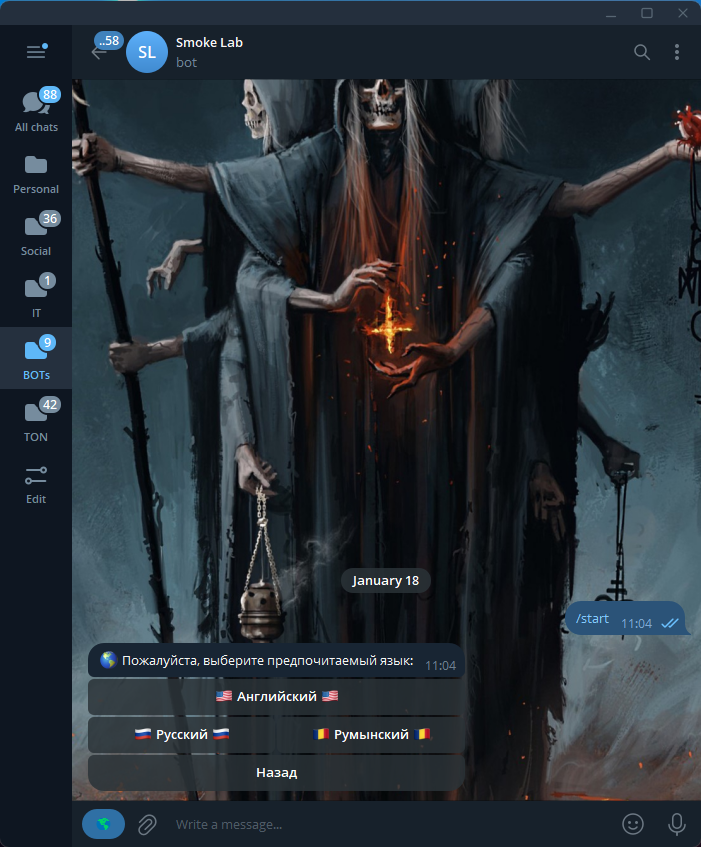 ..58
SL
Smoke Lab
bot
88
All chats
Personal
36
Social
1
IT
9
BOTs
42
TON
Edit
January 18
/start 11:04
Пожалуйста, выберите предпочитаемый язык: 11:04
Английский
Русский Румынский
Назад
Write a message...